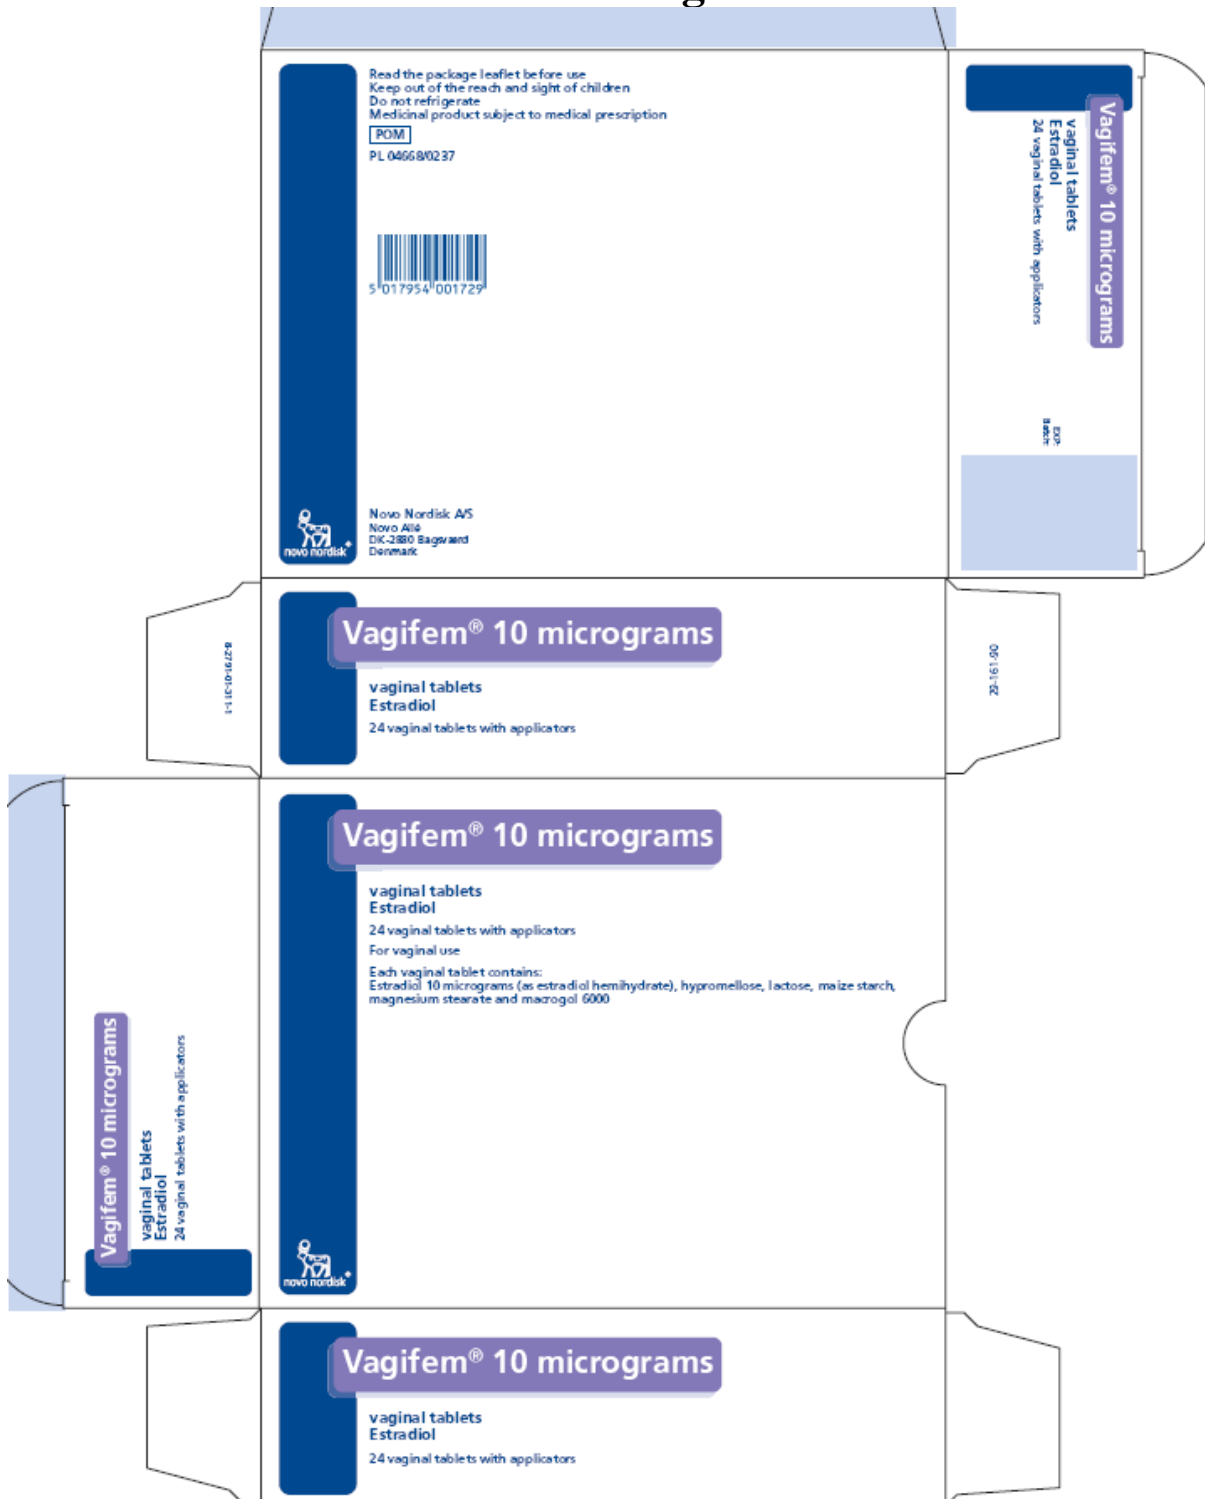 Read the package leaflet before use
Keep out of the reach and sight of children
Do not refrigerate
Medicinal product subject to medical prescription
POM
PL 04668/0237
5 017954 001729
Novo Nordisk A/S
Novo Allé
DK-2880 Bagsværd
Denmark
novo nordisk
Vagifem® 10 micrograms
vaginal tablets
Estradiol
24 vaginal tablets with applicators
EXP:
Batch:
8-2791-01-311-1
Vagifem® 10 micrograms
vaginal tablets
Estradiol
24 vaginal tablets with applicators
Vagifem® 10 micrograms
vaginal tablets
Estradiol
24 vaginal tablets with applicators
For vaginal use
Each vaginal tablet contains:
Estradiol 10 micrograms (as estradiol hemihydrate), hypromellose, lactose, maize starch,
magnesium stearate and macrogol 6000
novo nordisk
Vagifem® 10 micrograms
vaginal tablets
Estradiol
24 vaginal tablets with applicators
Vagifem® 10 micrograms
vaginal tablets
Estradiol
24 vaginal tablets with applicators